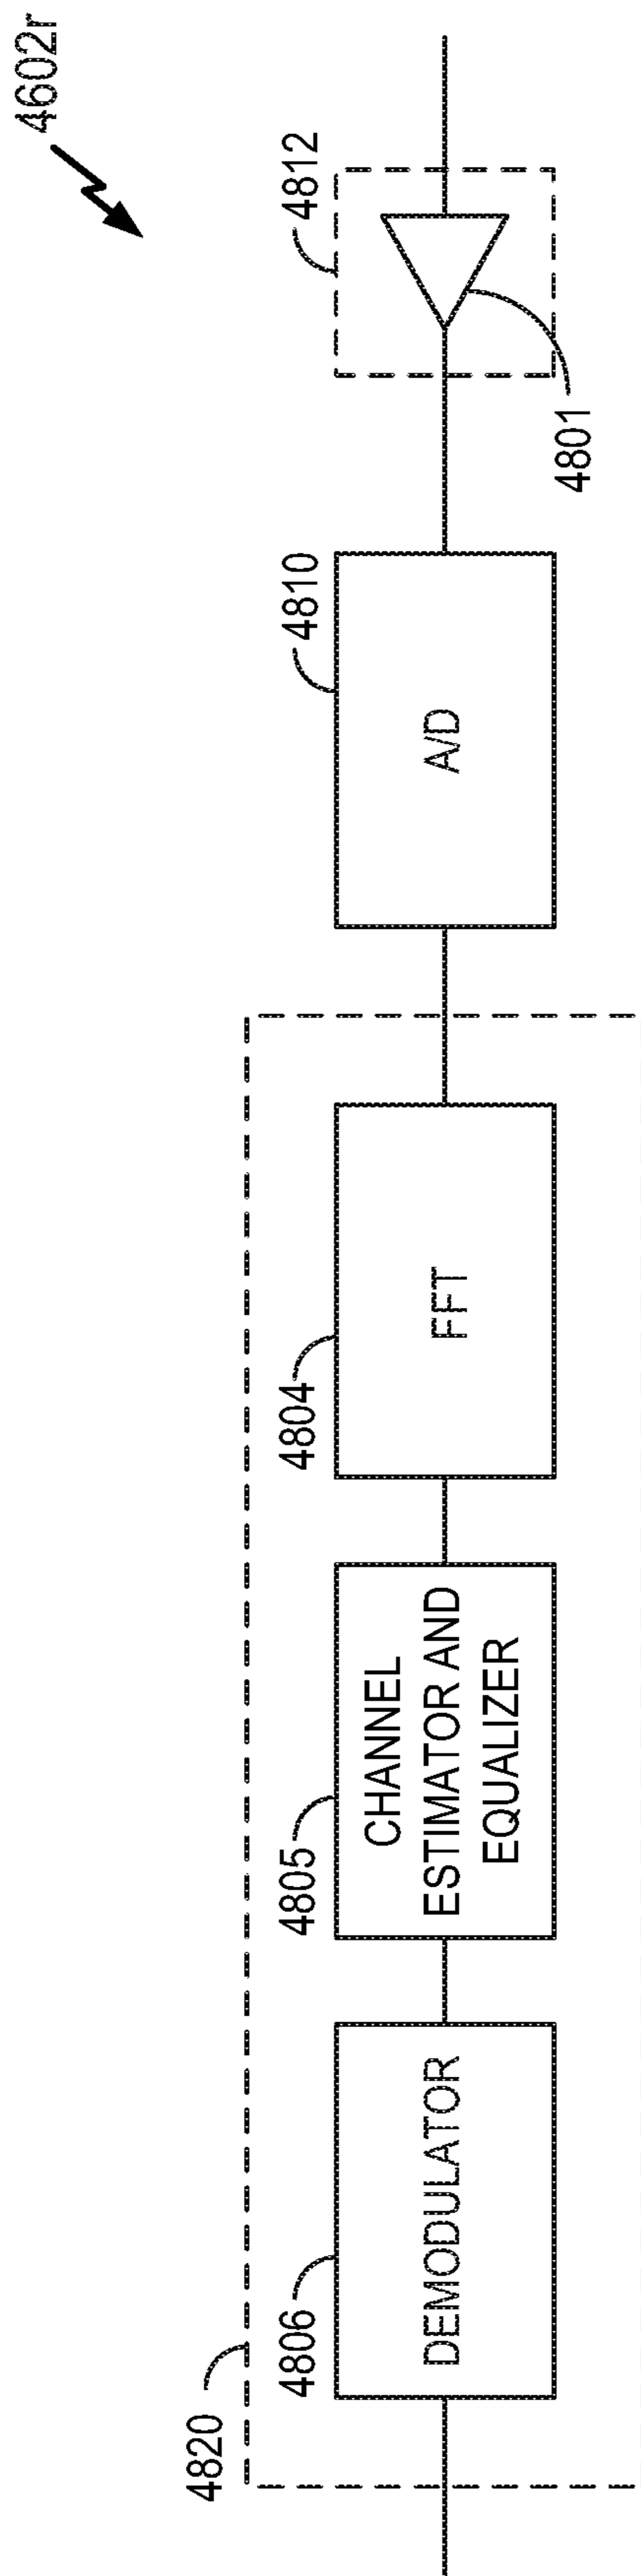 4602r
4820
4806
DEMODULATOR
4805
CHANNEL
ESTIMATOR AND
EQUALIZER
4804
FFT
4810
A/D
4812
4801